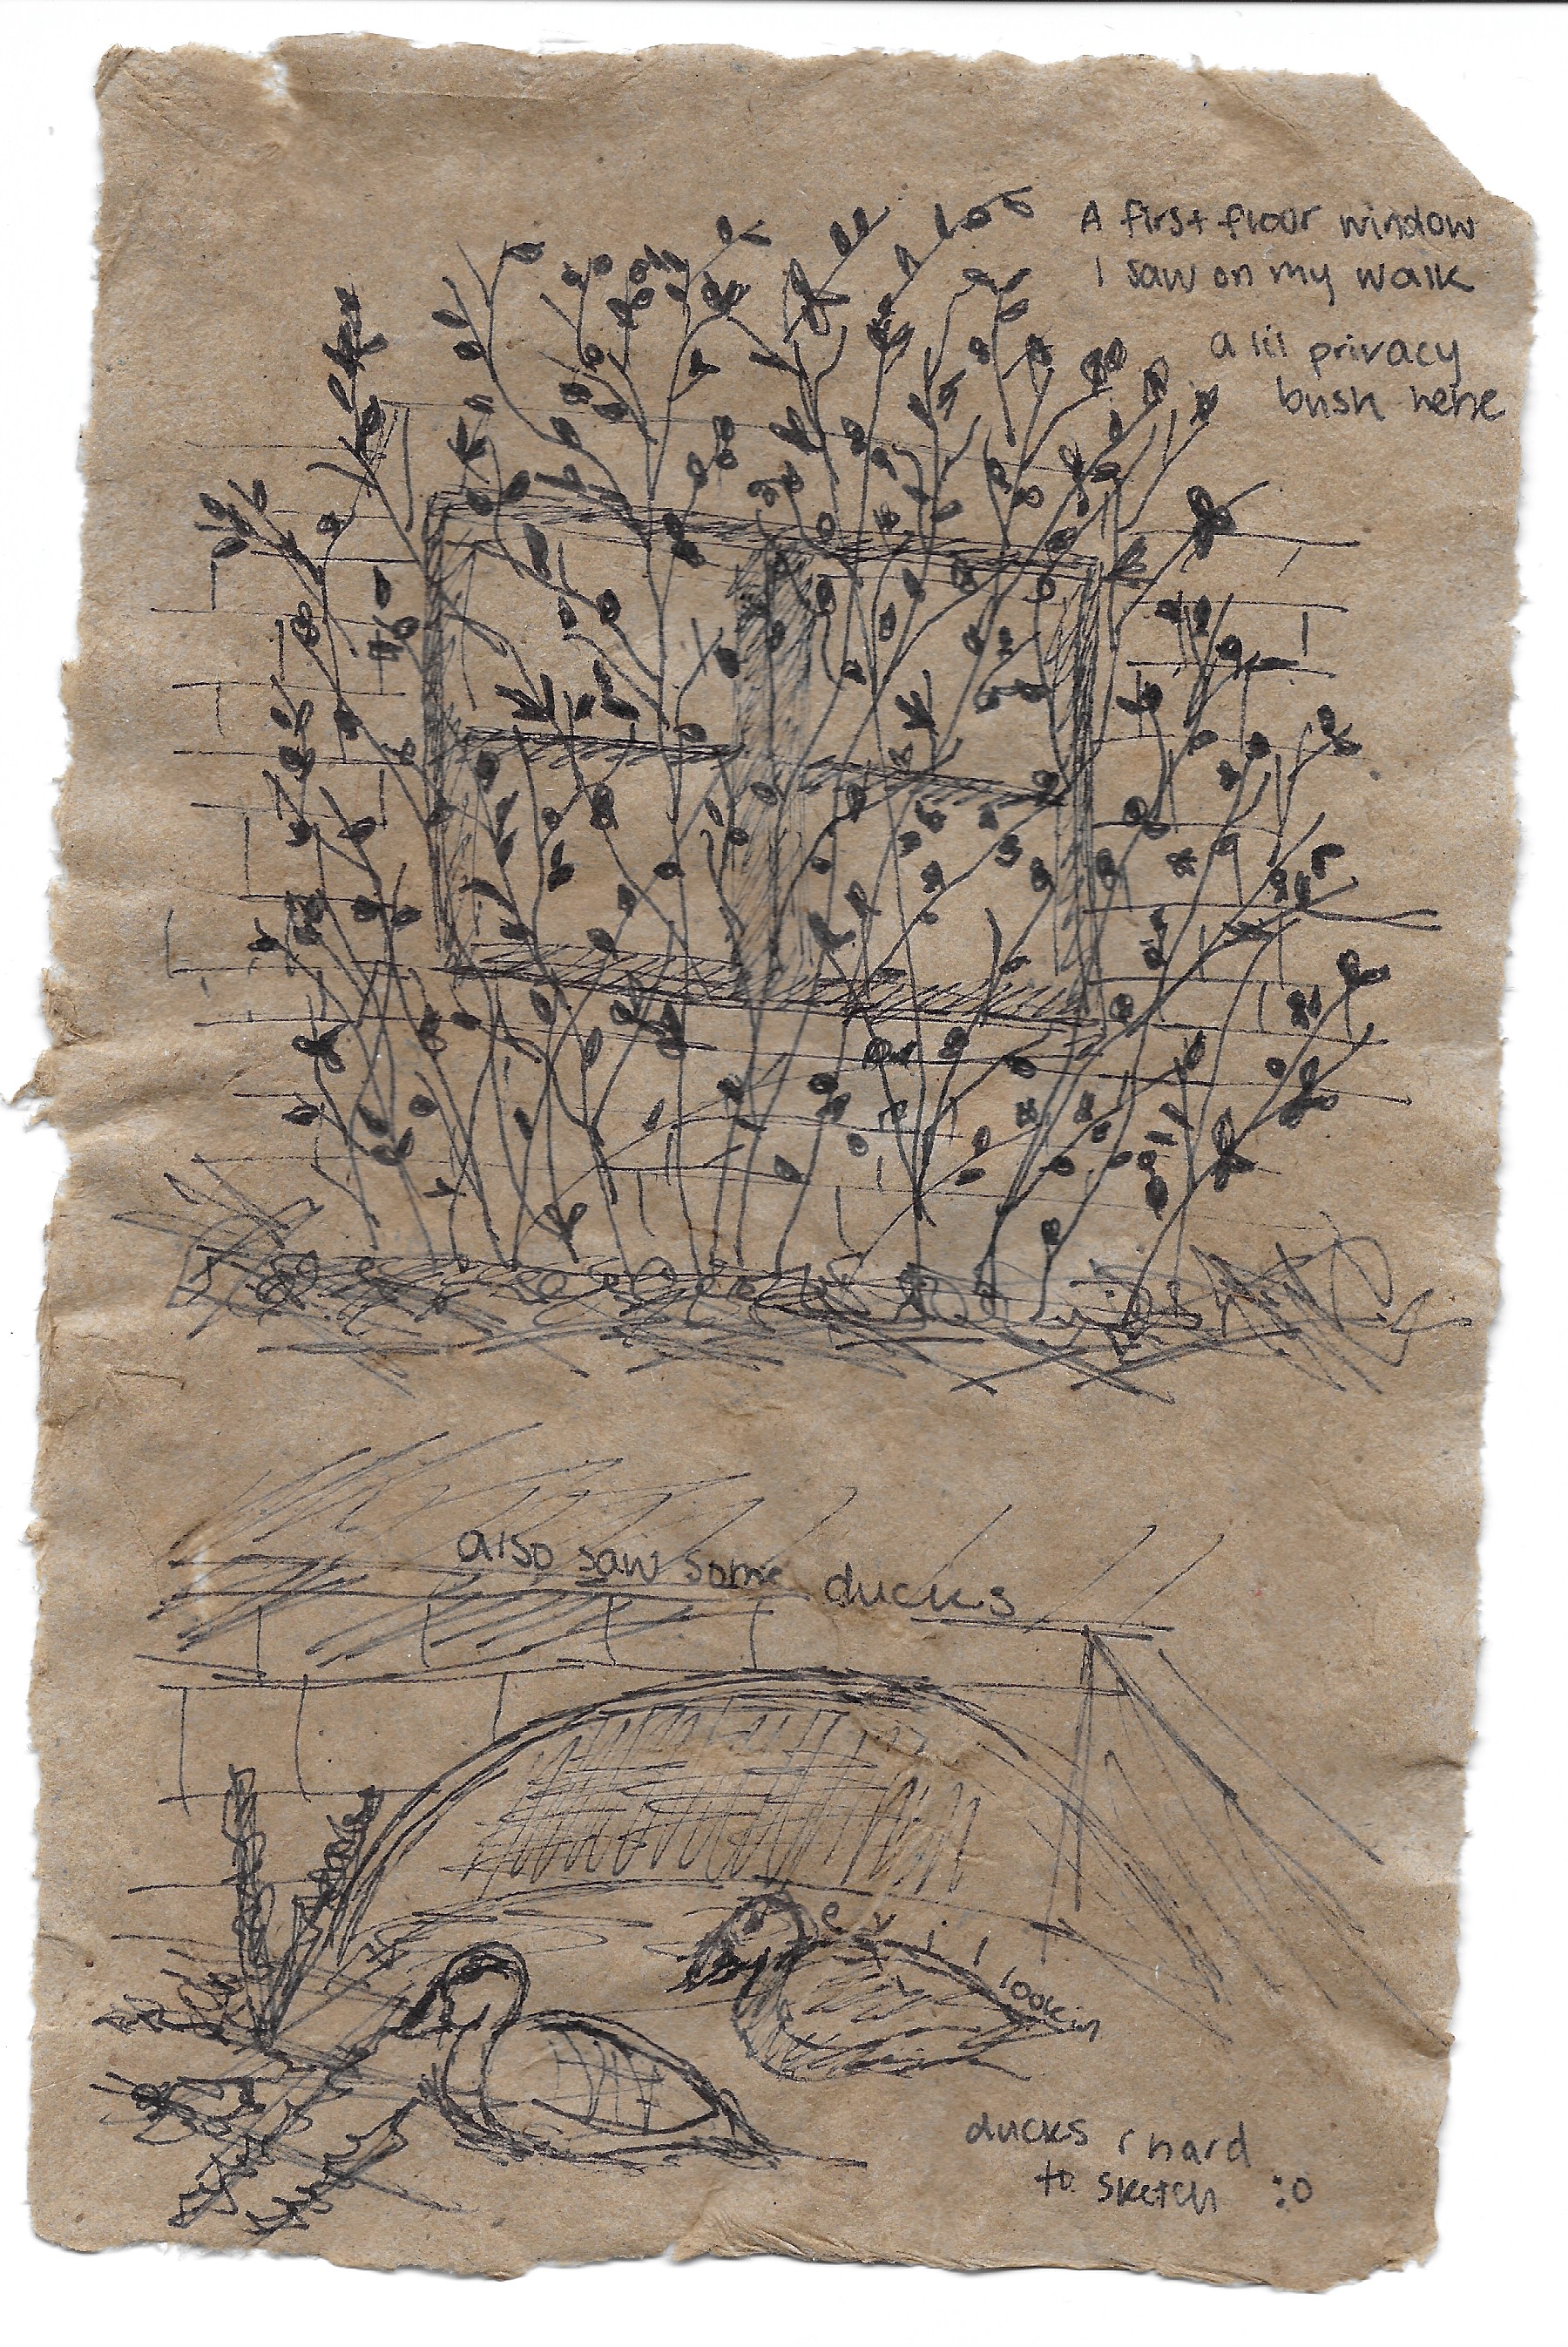 A first floor window
I saw on my walk
a lil privacy
bush here
also saw some ducks
evil lookin
ducks r hard
to sketch :o